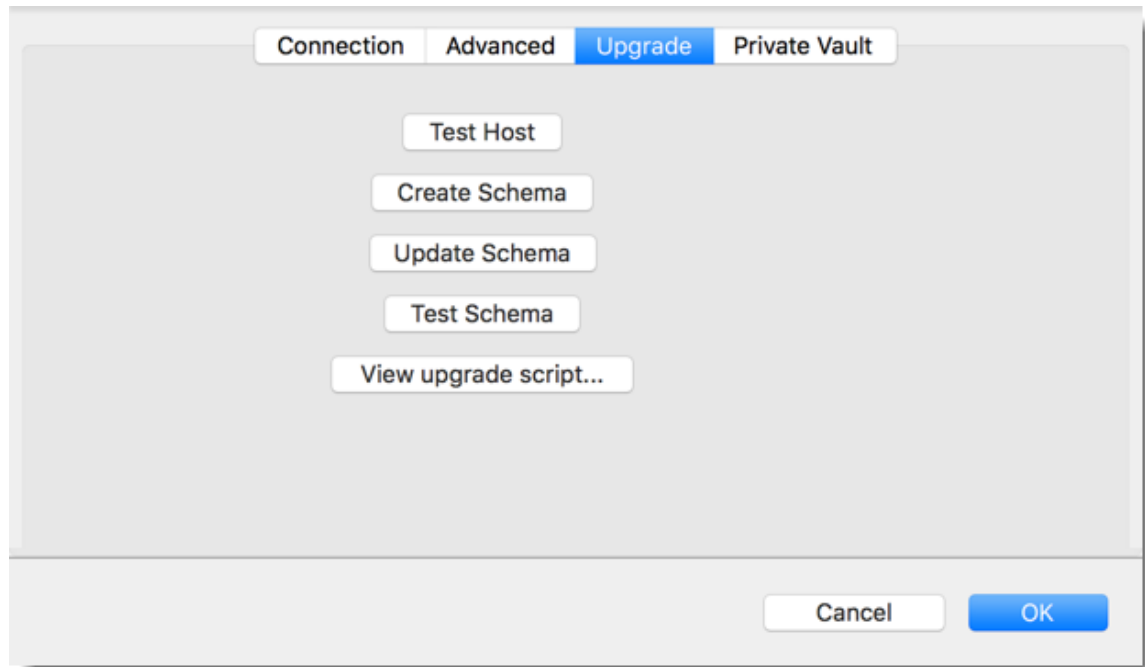 Connection Advanced Upgrade Private Vault
Test Host
Create Schema
Update Schema
Test Schema
View upgrade script...
Cancel OK